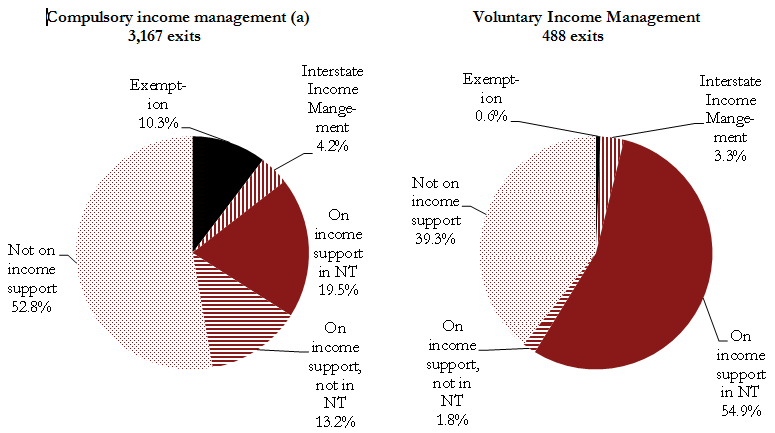 Compulsory income management (a)
3,167 exits
Exempt-
ion
10.3%
Interstate
Income
Mange-
ment
4.2%
On
income
support
in NT
19.5%
On
income
support,
not in
NT
13.2%
Not on
income
support
52.8%
Voluntary Income Management
488 exits
Exempt-
ion
0.6%
Interstate
Income
Mange-
ment
3.3%
On
income
support
in NT
54.9%
On
income
support,
not in
NT
1.8%
Not on
income
support
39.3%